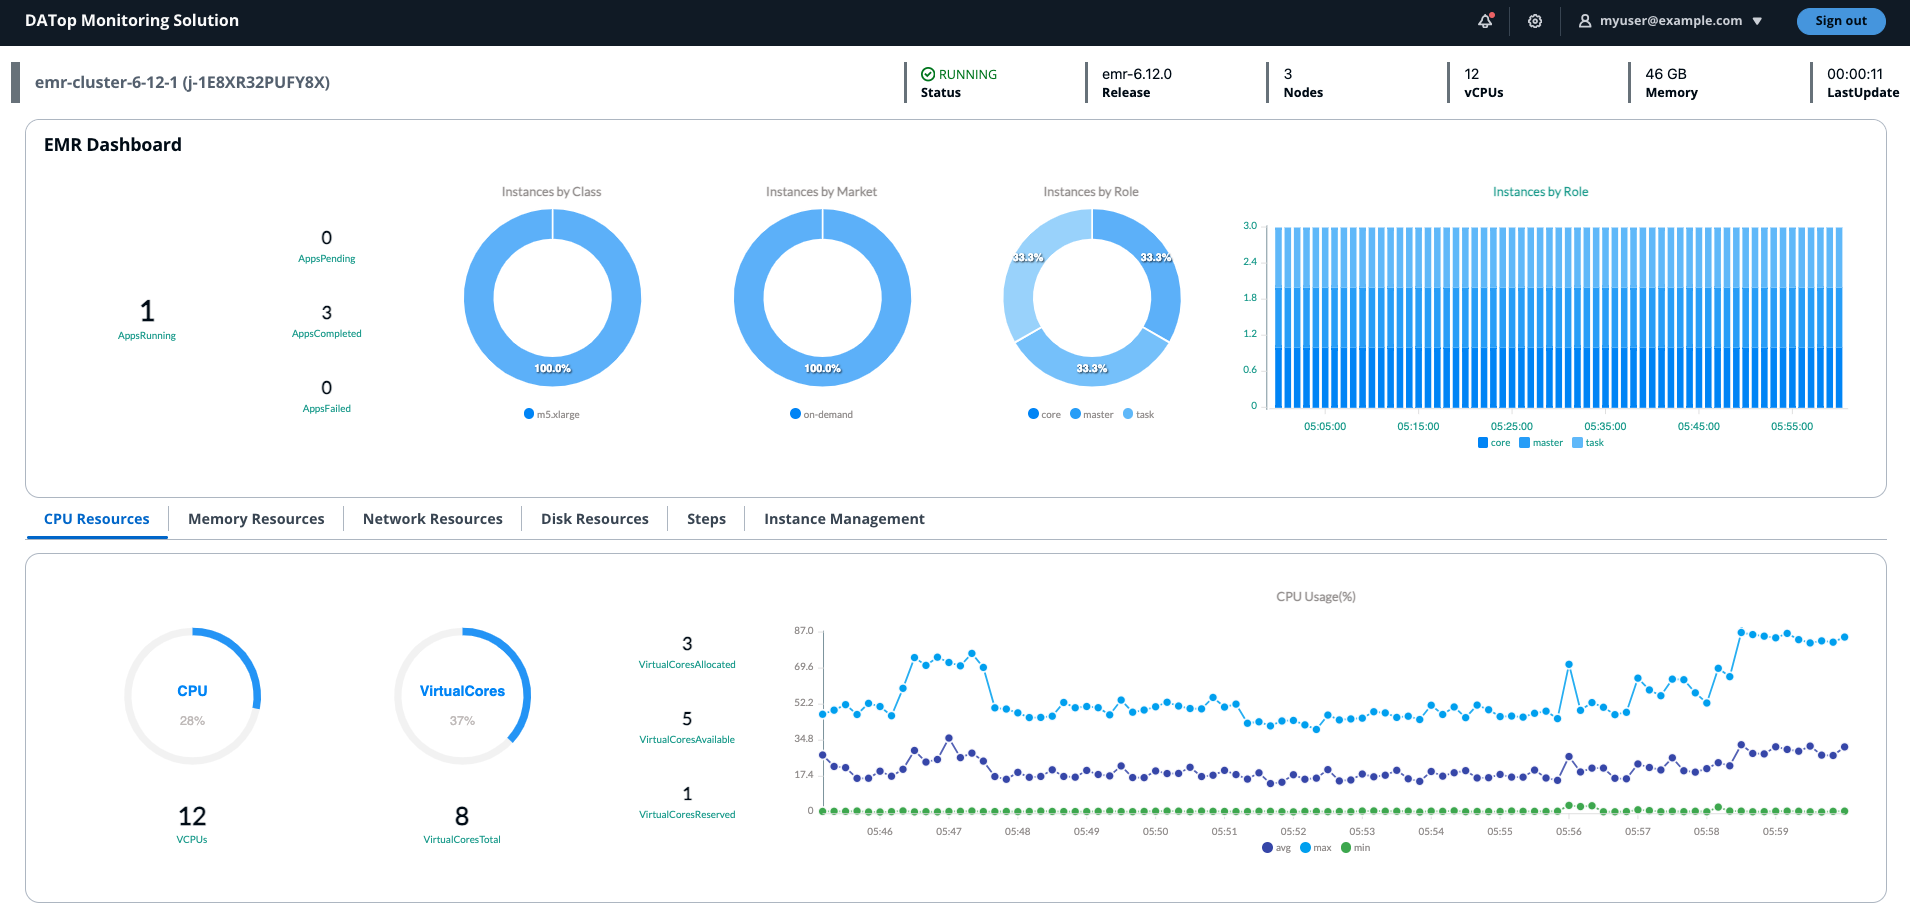 DATop Monitoring Solution
myuser@example.com
Sign out
emr-cluster-6-12-1 (j-1E8XR32PUFY8X)
RUNNING
Status
emr-6.12.0
Release
3
Nodes
12
vCPUs
46 GB
Memory
00:00:11
LastUpdate
EMR Dashboard
1
AppsRunning
0
AppsPending
3
AppsCompleted
0
AppsFailed
Instances by Class
100.0%
m5.xlarge
Instances by Market
100.0%
on-demand
Instances by Role
33.3% 33.3%
33.3%
core master task
Instances by Role
3.0
2.4
1.8
1.2
0.6
0
05:05:00 05:15:00 05:25:00 05:35:00 05:45:00 05:55:00
core master task
CPU Resources Memory Resources Network Resources Disk Resources Steps Instance Management
CPU
28%
12
VCPUs
VirtualCores
37%
8
VirtualCoresTotal
3
VirtualCoresAllocated
5
VirtualCoresAvailable
1
VirtualCoresReserved
CPU Usage(%)
87.0
69.6
52.2
34.8
17.4
0
05:46 05:47 05:48 05:49 05:50 05:51 05:52 05:53 05:54 05:55 05:56 05:57 05:58 05:59
avg max min